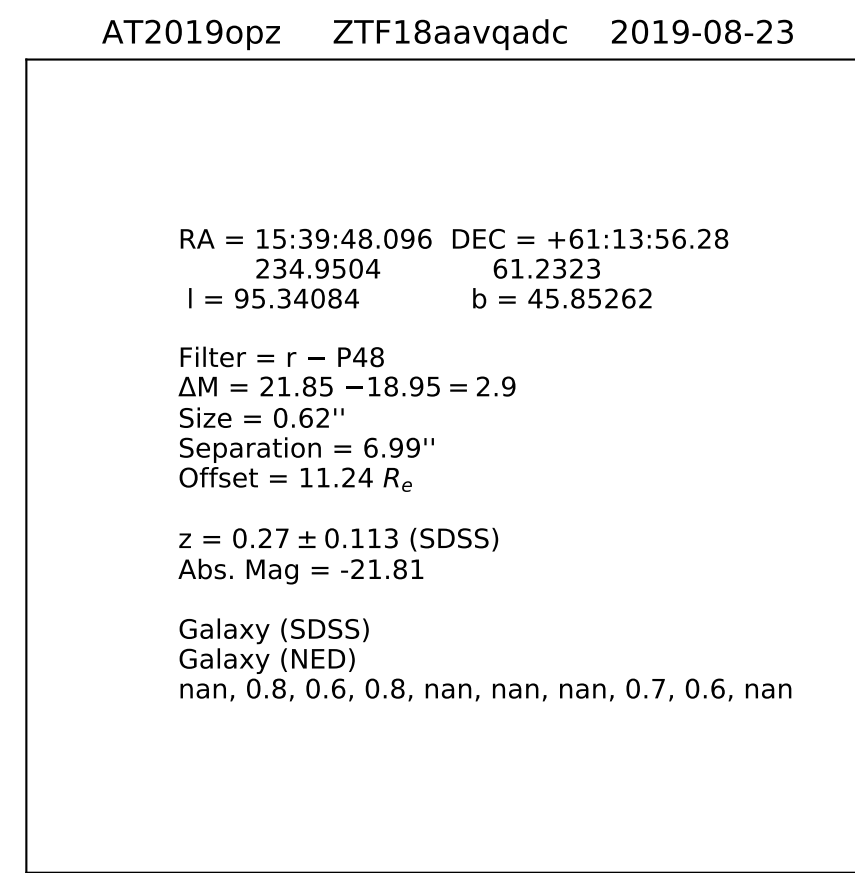 AT2019opz ZTF18aavqadc 2019-08-23
RA = 15:39:48.096 DEC = +61:13:56.28
234.9504 61.2323
l = 95.34084 b = 45.85262
Filter = r − P48
ΔM = 21.85 −18.95 = 2.9
Size = 0.62''
Separation = 6.99''
Offset = 11.24 Rₑ
z = 0.27 ± 0.113 (SDSS)
Abs. Mag = -21.81
Galaxy (SDSS)
Galaxy (NED)
nan, 0.8, 0.6, 0.8, nan, nan, nan, 0.7, 0.6, nan